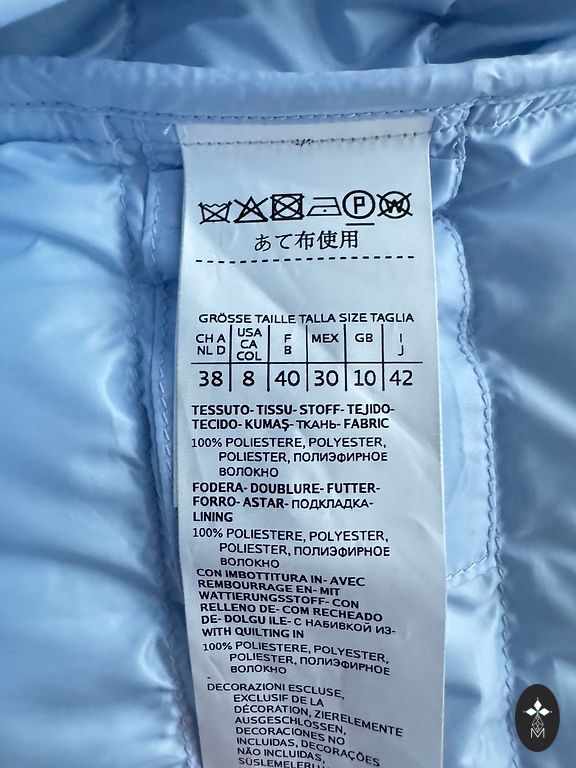 P W
あて布使用
GRÖSSE TAILLE TALLA SIZE TAGLIA
CH A NL D USA CA COL F B MEX GB I J
38 8 40 30 10 42
TESSUTO- TISSU- STOFF- TEJIDO-
TECIDO- KUMAŞ- ТКАНЬ- FABRIC
100% POLIESTERE, POLYESTER,
POLIESTER, ПОЛИЭФИРНОЕ
ВОЛОКНО
FODERA- DOUBLURE- FUTTER-
FORRO- ASTAR- ПОДКЛАДКА-
LINING
100% POLIESTERE, POLYESTER,
POLIESTER, ПОЛИЭФИРНОЕ
ВОЛОКНО
CON IMBOTTITURA IN- AVEC
REMBOURRAGE EN- MIT
WATTIERUNGSSTOFF- CON
RELLENO DE- COM RECHEADO
DE- DOLGU ILE- С НАБИВКОЙ ИЗ-
WITH QUILTING IN
100% POLIESTERE, POLYESTER,
POLIESTER, ПОЛИЭФИРНОЕ
ВОЛОКНО
DECORAZIONI ESCLUSE,
EXCLUSIF DE LA
DÉCORATION, ZIERELEMENTE
AUSGESCHLOSSEN,
DECORACIONES NO
INCLUIDAS, DECORAÇÕES
NÃO INCLUIDAS,
SÜSLEMELERİ
M